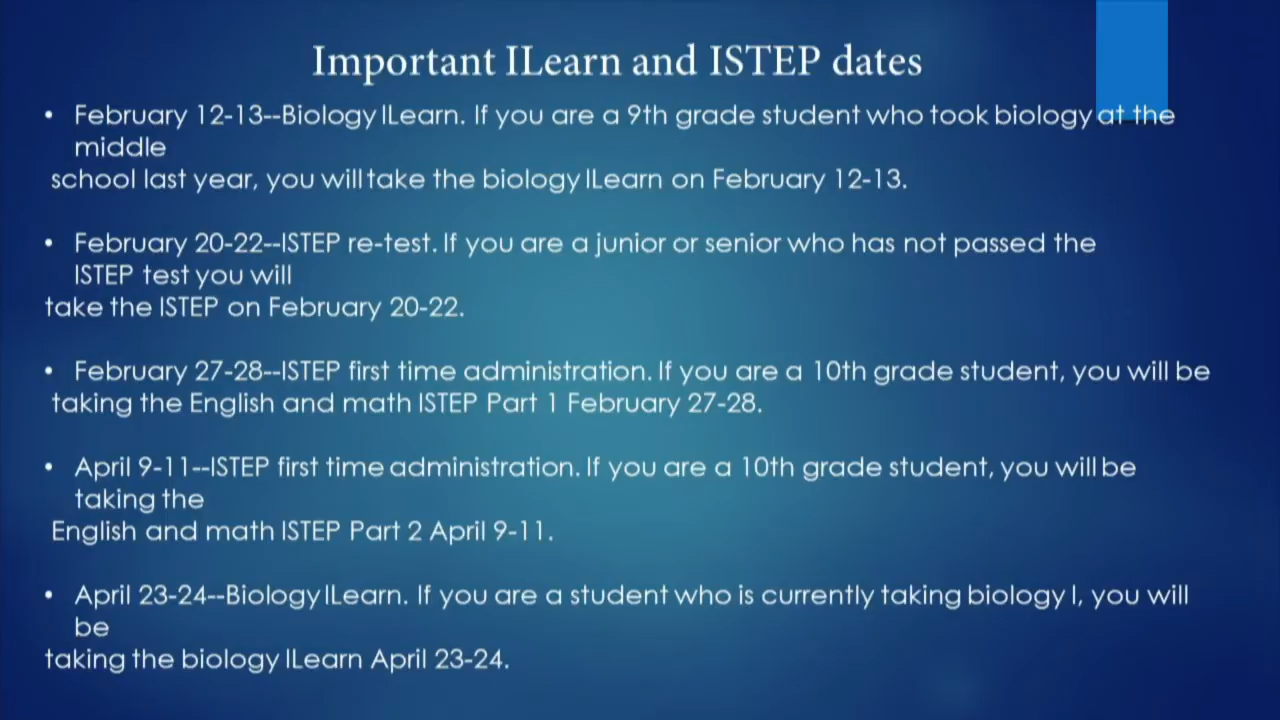 Important ILearn and ISTEP dates
• February 12-13--Biology ILearn. If you are a 9th grade student who took biology at the
middle
school last year, you will take the biology ILearn on February 12-13.
• February 20-22--ISTEP re-test. If you are a junior or senior who has not passed the
ISTEP test you will
take the ISTEP on February 20-22.
• February 27-28--ISTEP first time administration. If you are a 10th grade student, you will be
taking the English and math ISTEP Part 1 February 27-28.
• April 9-11--ISTEP first time administration. If you are a 10th grade student, you will be
taking the
English and math ISTEP Part 2 April 9-11.
• April 23-24--Biology ILearn. If you are a student who is currently taking biology I, you will
be
taking the biology ILearn April 23-24.